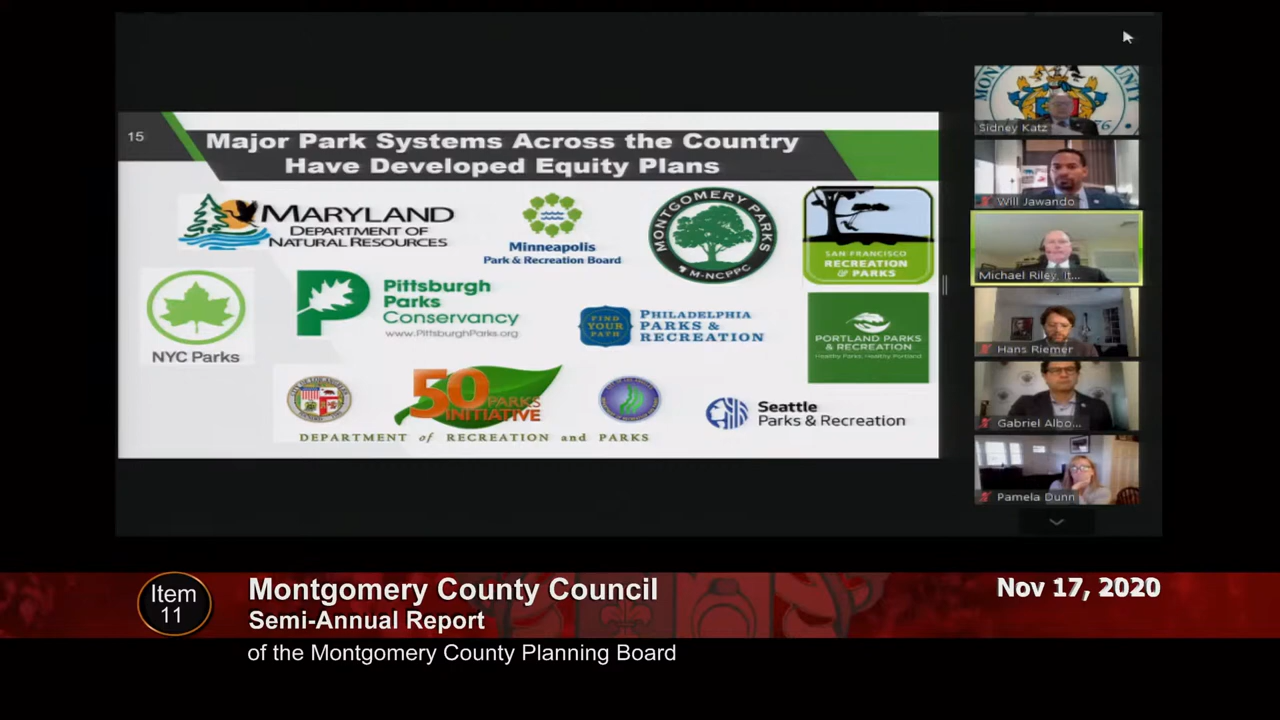 15
Major Park Systems Across the Country
Have Developed Equity Plans
MARYLAND
DEPARTMENT OF
NATURAL RESOURCES
Minneapolis
Park & Recreation Board
MONTGOMERY PARKS
M-NCPPC
SAN FRANCISCO
RECREATION
& PARKS
NYC Parks
Pittsburgh
Parks
Conservancy
www.PittsburghParks.org
FIND
YOUR
PATH
PHILADELPHIA
PARKS &
RECREATION
PORTLAND PARKS
& RECREATION
Healthy Parks, Healthy Portland
50
PARKS
INITIATIVE
DEPARTMENT of RECREATION and PARKS
Seattle
Parks & Recreation
Sidney Katz
Will Jawando
Michael Riley, It...
Hans Riemer
Gabriel Albo...
Pamela Dunn
Item
11
Montgomery County Council
Semi-Annual Report
of the Montgomery County Planning Board
Nov 17, 2020